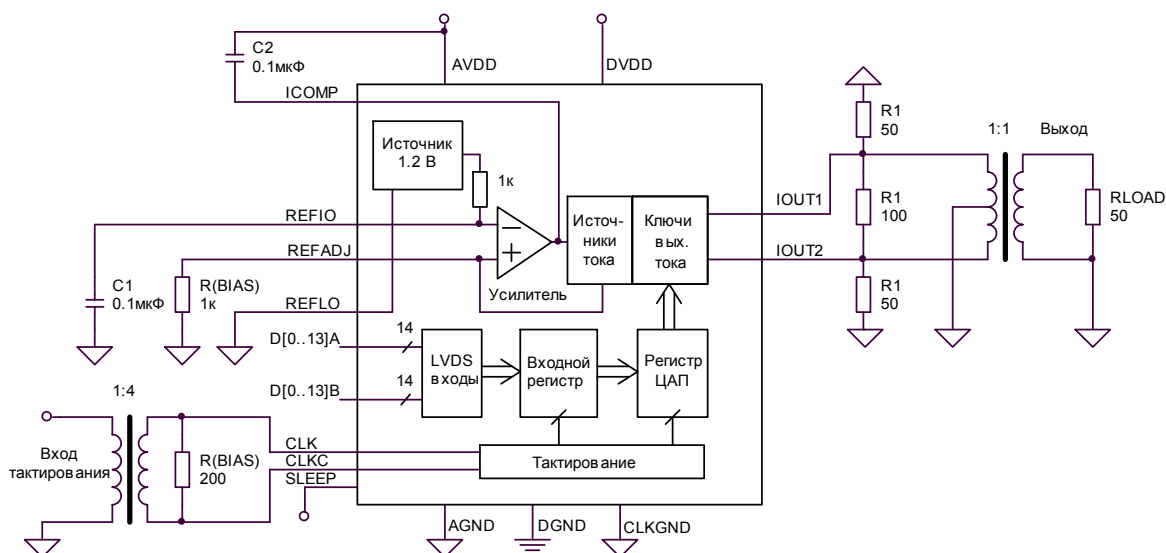 C2
0.1мкФ
AVDD
DVDD
ICOMP
Источник
1.2 В
1к
REFIO
REFADJ
C1
0.1мкФ
R(BIAS)
1к
REFLO
Усилитель
Источ-
ники
тока
Ключи
вых.
тока
IOUT1
IOUT2
R1
50
R1
100
R1
50
1:1
Выход
RLOAD
50
D[0..13]A
14
D[0..13]B
14
LVDS
входы
Входной
регистр
Регистр
ЦАП
1:4
Вход
тактирования
R(BIAS)
200
CLK
CLKC
SLEEP
Тактирование
AGND
DGND
CLKGND